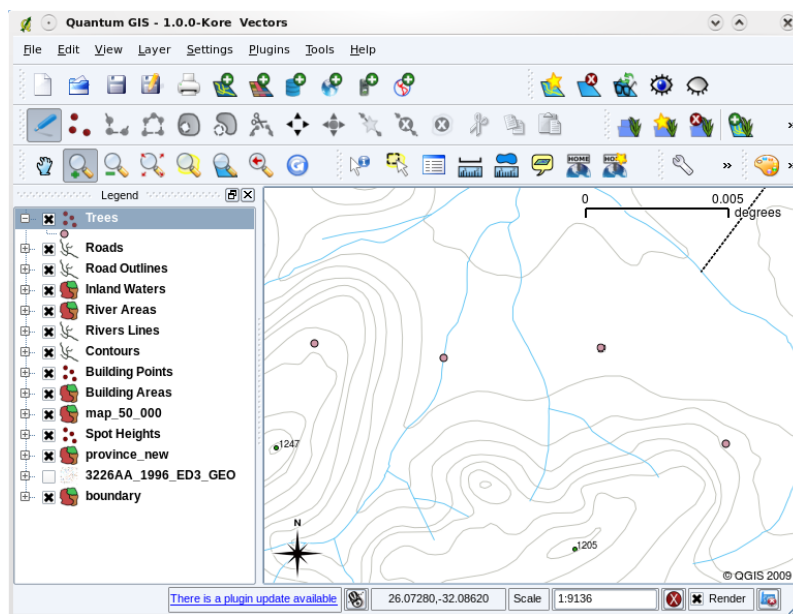 Quantum GIS - 1.0.0-Kore Vectors
File Edit View Layer Settings Plugins Tools Help
HOME HO
Legend
Trees
Roads
Road Outlines
Inland Waters
River Areas
Rivers Lines
Contours
Building Points
Building Areas
map_50_000
Spot Heights
province_new
3226AA_1996_ED3_GEO
boundary
0 0.005
degrees
1247
1205
N
© QGIS 2009
There is a plugin update available 26.07280,-32.08620 Scale 1:9136 Render